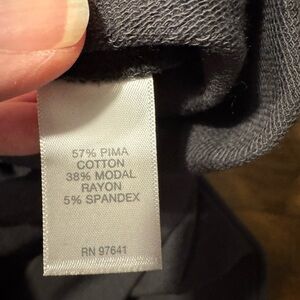 57% PIMA
COTTON
38% MODAL
RAYON
5% SPANDEX
RN 97641